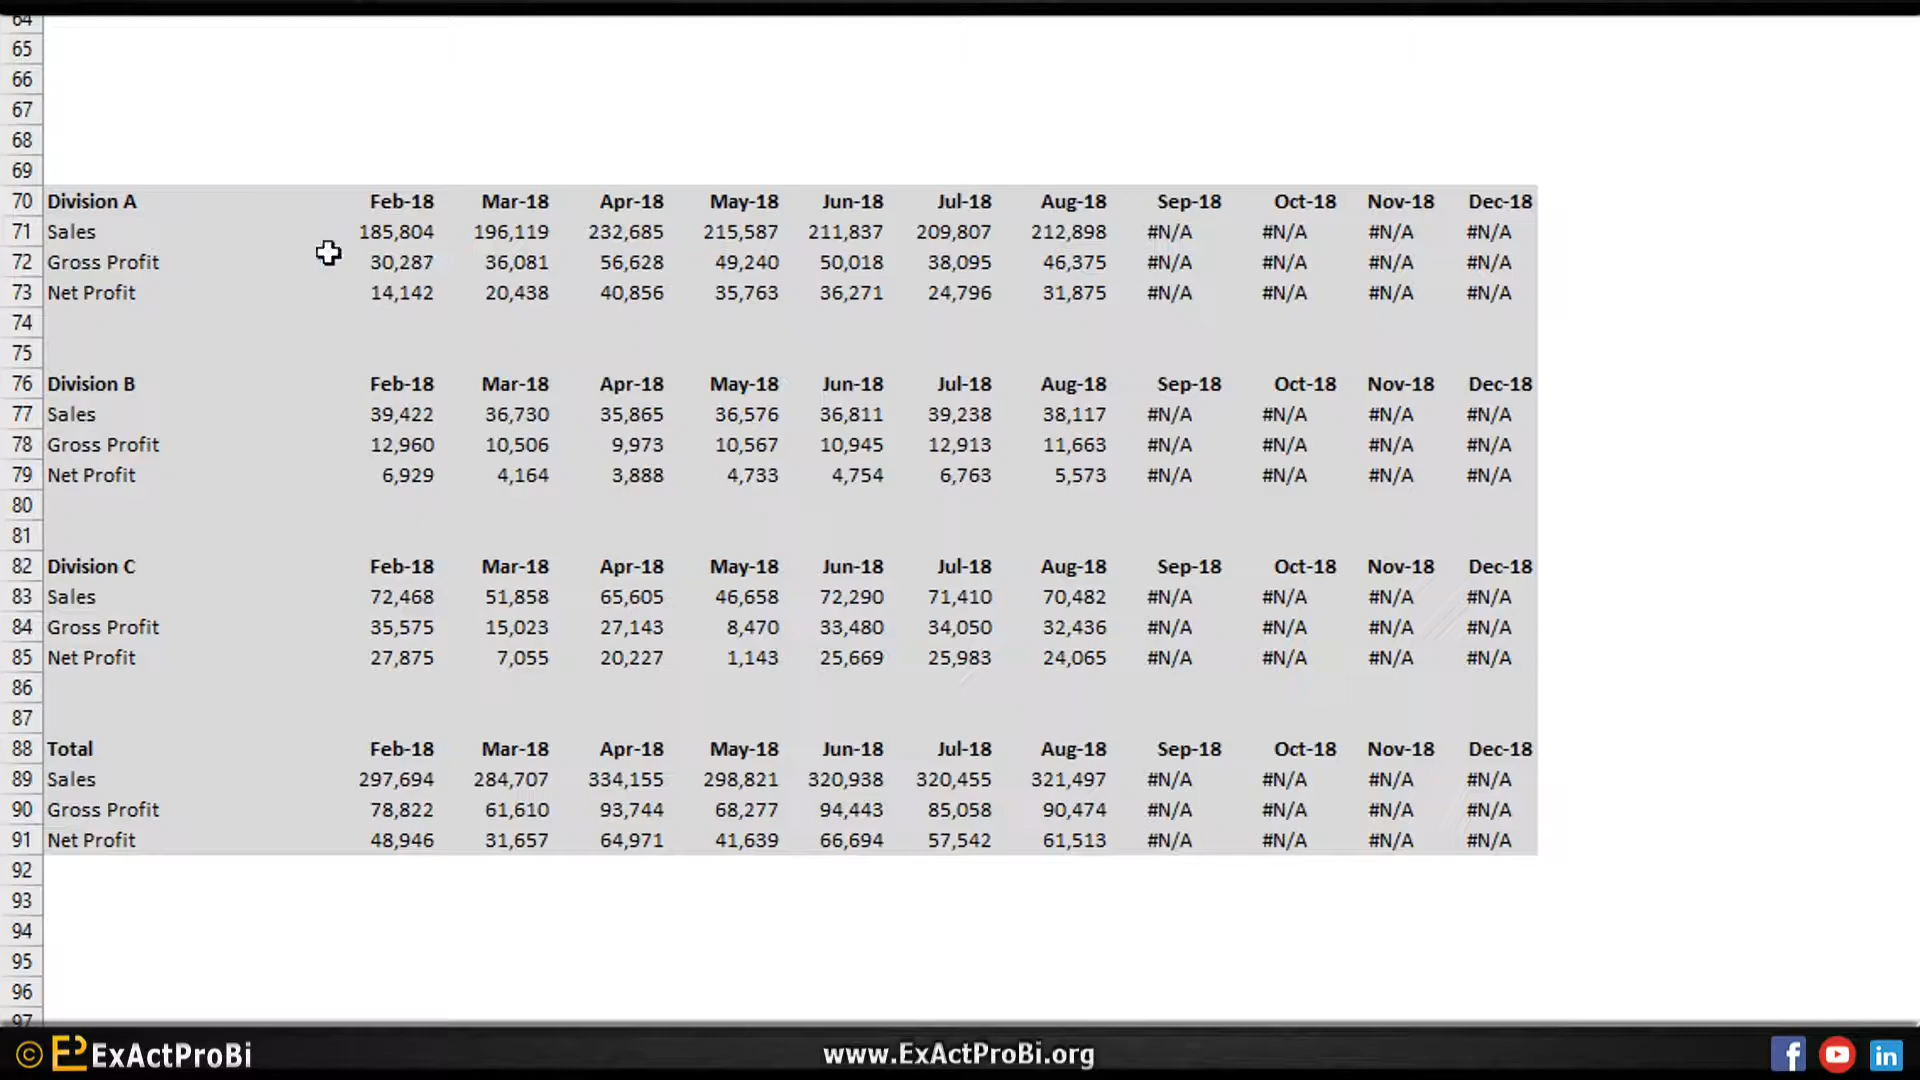 64
65
66
67
68
69
70 Division A Feb-18 Mar-18 Apr-18 May-18 Jun-18 Jul-18 Aug-18 Sep-18 Oct-18 Nov-18 Dec-18
71 Sales 185,804 196,119 232,685 215,587 211,837 209,807 212,898 #N/A #N/A #N/A #N/A
72 Gross Profit 30,287 36,081 56,628 49,240 50,018 38,095 46,375 #N/A #N/A #N/A #N/A
73 Net Profit 14,142 20,438 40,856 35,763 36,271 24,796 31,875 #N/A #N/A #N/A #N/A
74
75
76 Division B Feb-18 Mar-18 Apr-18 May-18 Jun-18 Jul-18 Aug-18 Sep-18 Oct-18 Nov-18 Dec-18
77 Sales 39,422 36,730 35,865 36,576 36,811 39,238 38,117 #N/A #N/A #N/A #N/A
78 Gross Profit 12,960 10,506 9,973 10,567 10,945 12,913 11,663 #N/A #N/A #N/A #N/A
79 Net Profit 6,929 4,164 3,888 4,733 4,754 6,763 5,573 #N/A #N/A #N/A #N/A
80
81
82 Division C Feb-18 Mar-18 Apr-18 May-18 Jun-18 Jul-18 Aug-18 Sep-18 Oct-18 Nov-18 Dec-18
83 Sales 72,468 51,858 65,605 46,658 72,290 71,410 70,482 #N/A #N/A #N/A #N/A
84 Gross Profit 35,575 15,023 27,143 8,470 33,480 34,050 32,436 #N/A #N/A #N/A #N/A
85 Net Profit 27,875 7,055 20,227 1,143 25,669 25,983 24,065 #N/A #N/A #N/A #N/A
86
87
88 Total Feb-18 Mar-18 Apr-18 May-18 Jun-18 Jul-18 Aug-18 Sep-18 Oct-18 Nov-18 Dec-18
89 Sales 297,694 284,707 334,155 298,821 320,938 320,455 321,497 #N/A #N/A #N/A #N/A
90 Gross Profit 78,822 61,610 93,744 68,277 94,443 85,058 90,474 #N/A #N/A #N/A #N/A
91 Net Profit 48,946 31,657 64,971 41,639 66,694 57,542 61,513 #N/A #N/A #N/A #N/A
92
93
94
95
96
97
© EP ExActProBi www.ExActProBi.org f in